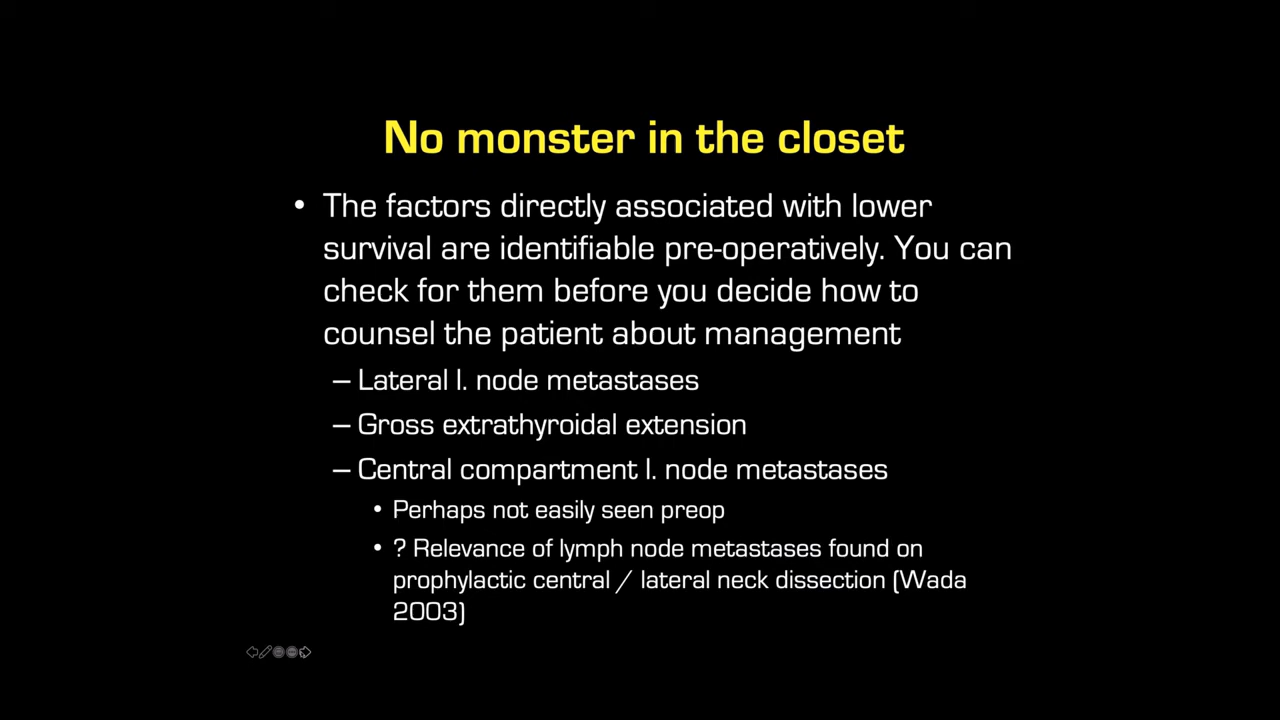 No monster in the closet
• The factors directly associated with lower
survival are identifiable pre-operatively. You can
check for them before you decide how to
counsel the patient about management
– Lateral l. node metastases
– Gross extrathyroidal extension
– Central compartment l. node metastases
• Perhaps not easily seen preop
• ? Relevance of lymph node metastases found on
prophylactic central / lateral neck dissection (Wada
2003)